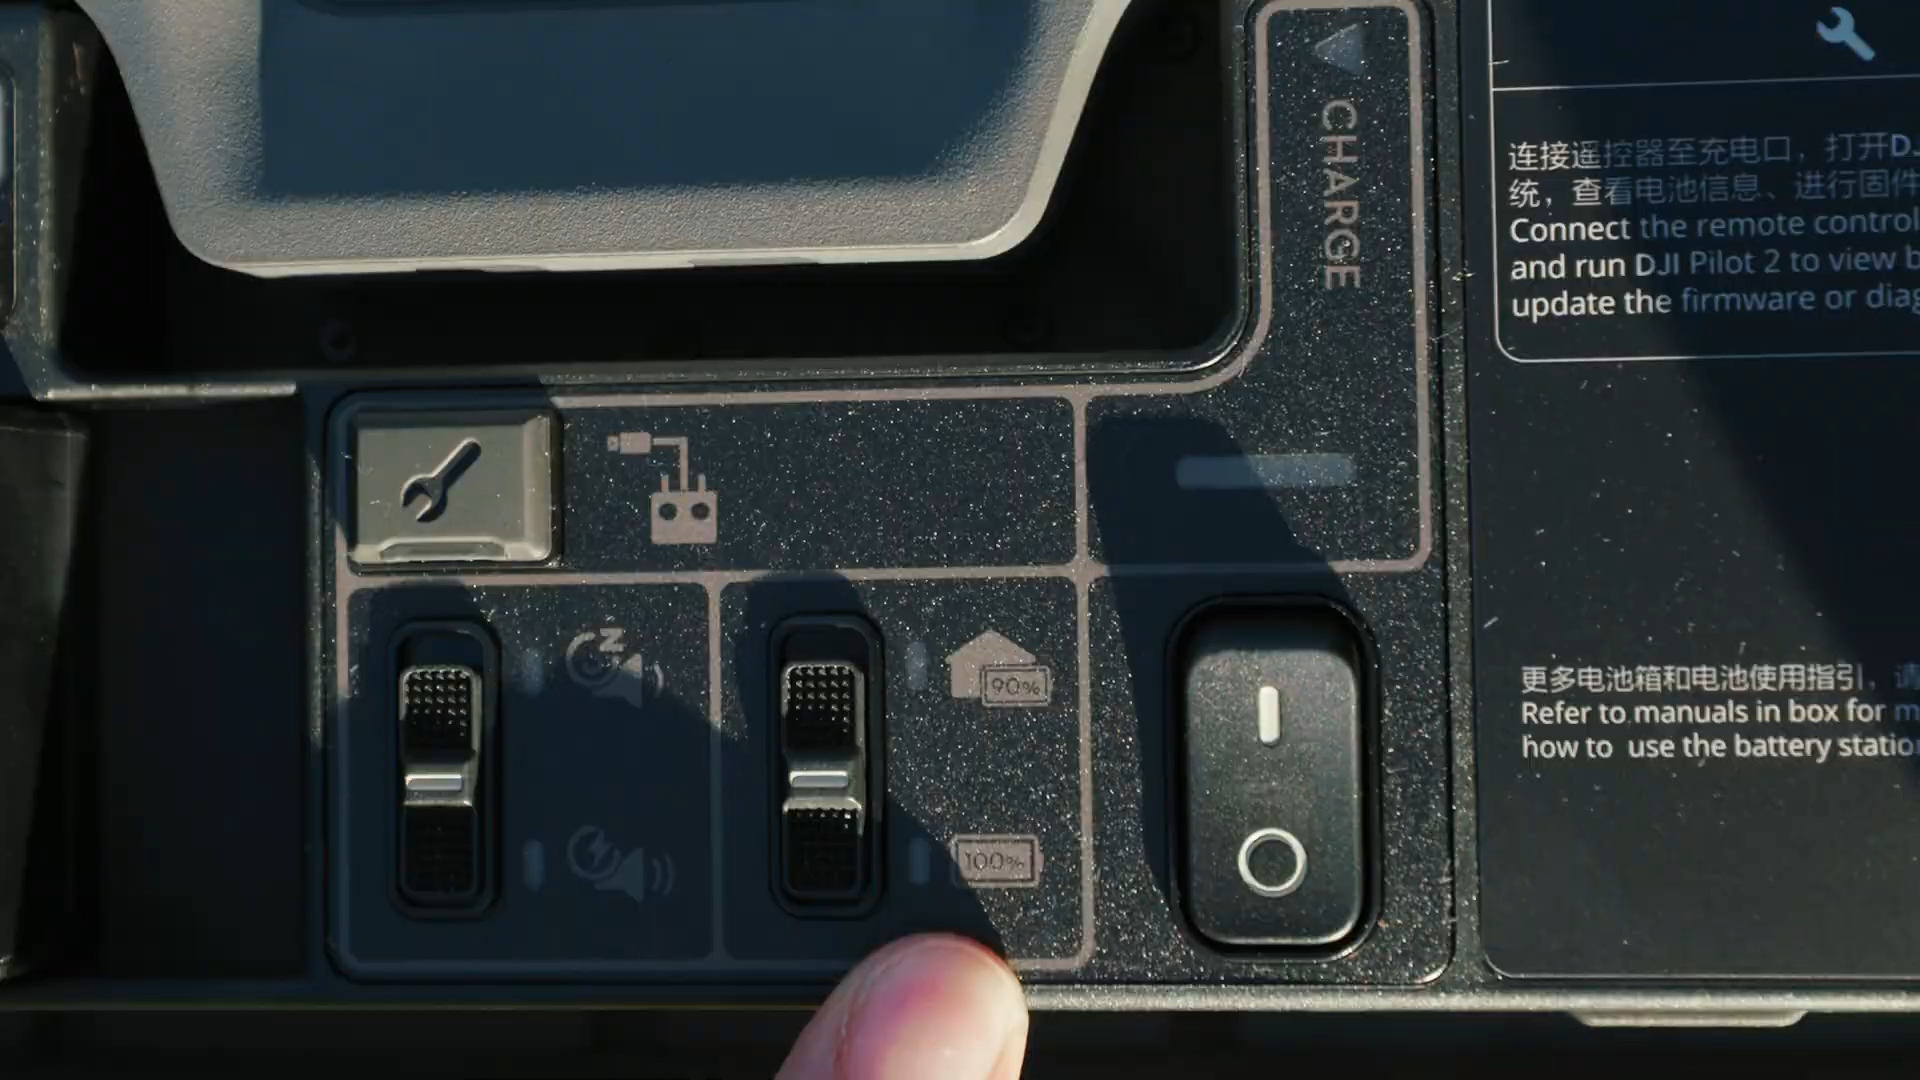 CHARGE
连接遥控器至充电口，打开DJ
统，查看电池信息、进行固件
Connect the remote control
and run DJI Pilot 2 to view b
update the firmware or diag
Z
90%
100%
更多电池箱和电池使用指引，请
Refer to manuals in box for m
how to use the battery statio